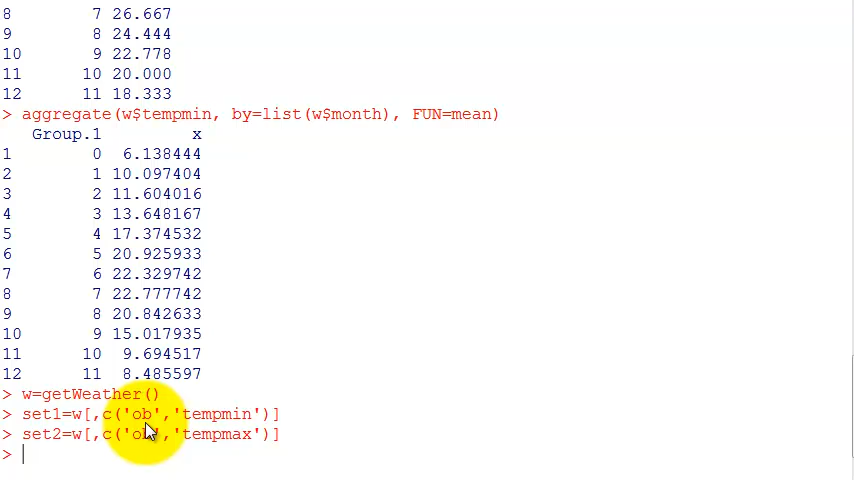 8 7 26.667
9 8 24.444
10 9 22.778
11 10 20.000
12 11 18.333
> aggregate(w$tempmin, by=list(w$month), FUN=mean)
Group.1 x
1 0 6.138444
2 1 10.097404
3 2 11.604016
4 3 13.648167
5 4 17.374532
6 5 20.925933
7 6 22.329742
8 7 22.777742
9 8 20.842633
10 9 15.017935
11 10 9.694517
12 11 8.485597
> w=getWeather()
> set1=w[,c('ob','tempmin')]
> set2=w[,c('ob','tempmax')]
>